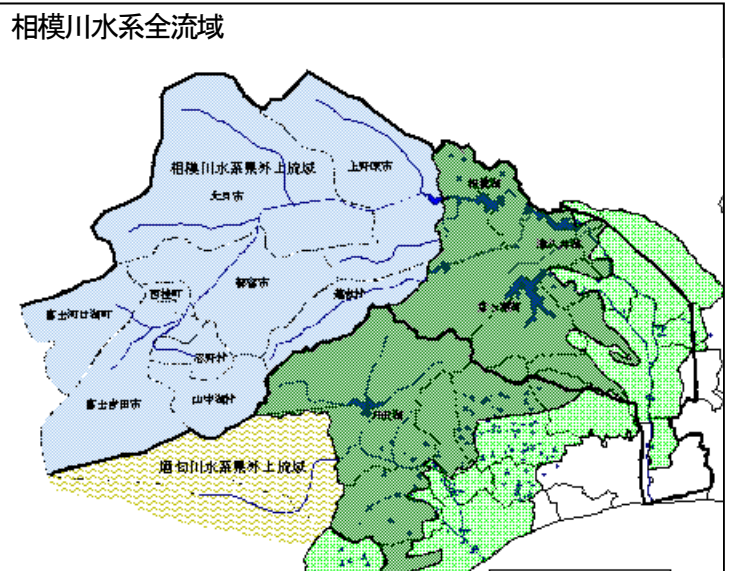 相模川水系全流域
相模川水系県外上流域
上野原市
大月市
相模湖
津久井湖
西桂町
都留市
道志村
宮ヶ瀬湖
富士河口湖町
忍野村
山中湖村
富士吉田市
丹沢湖
酒匂川水系県外上流域